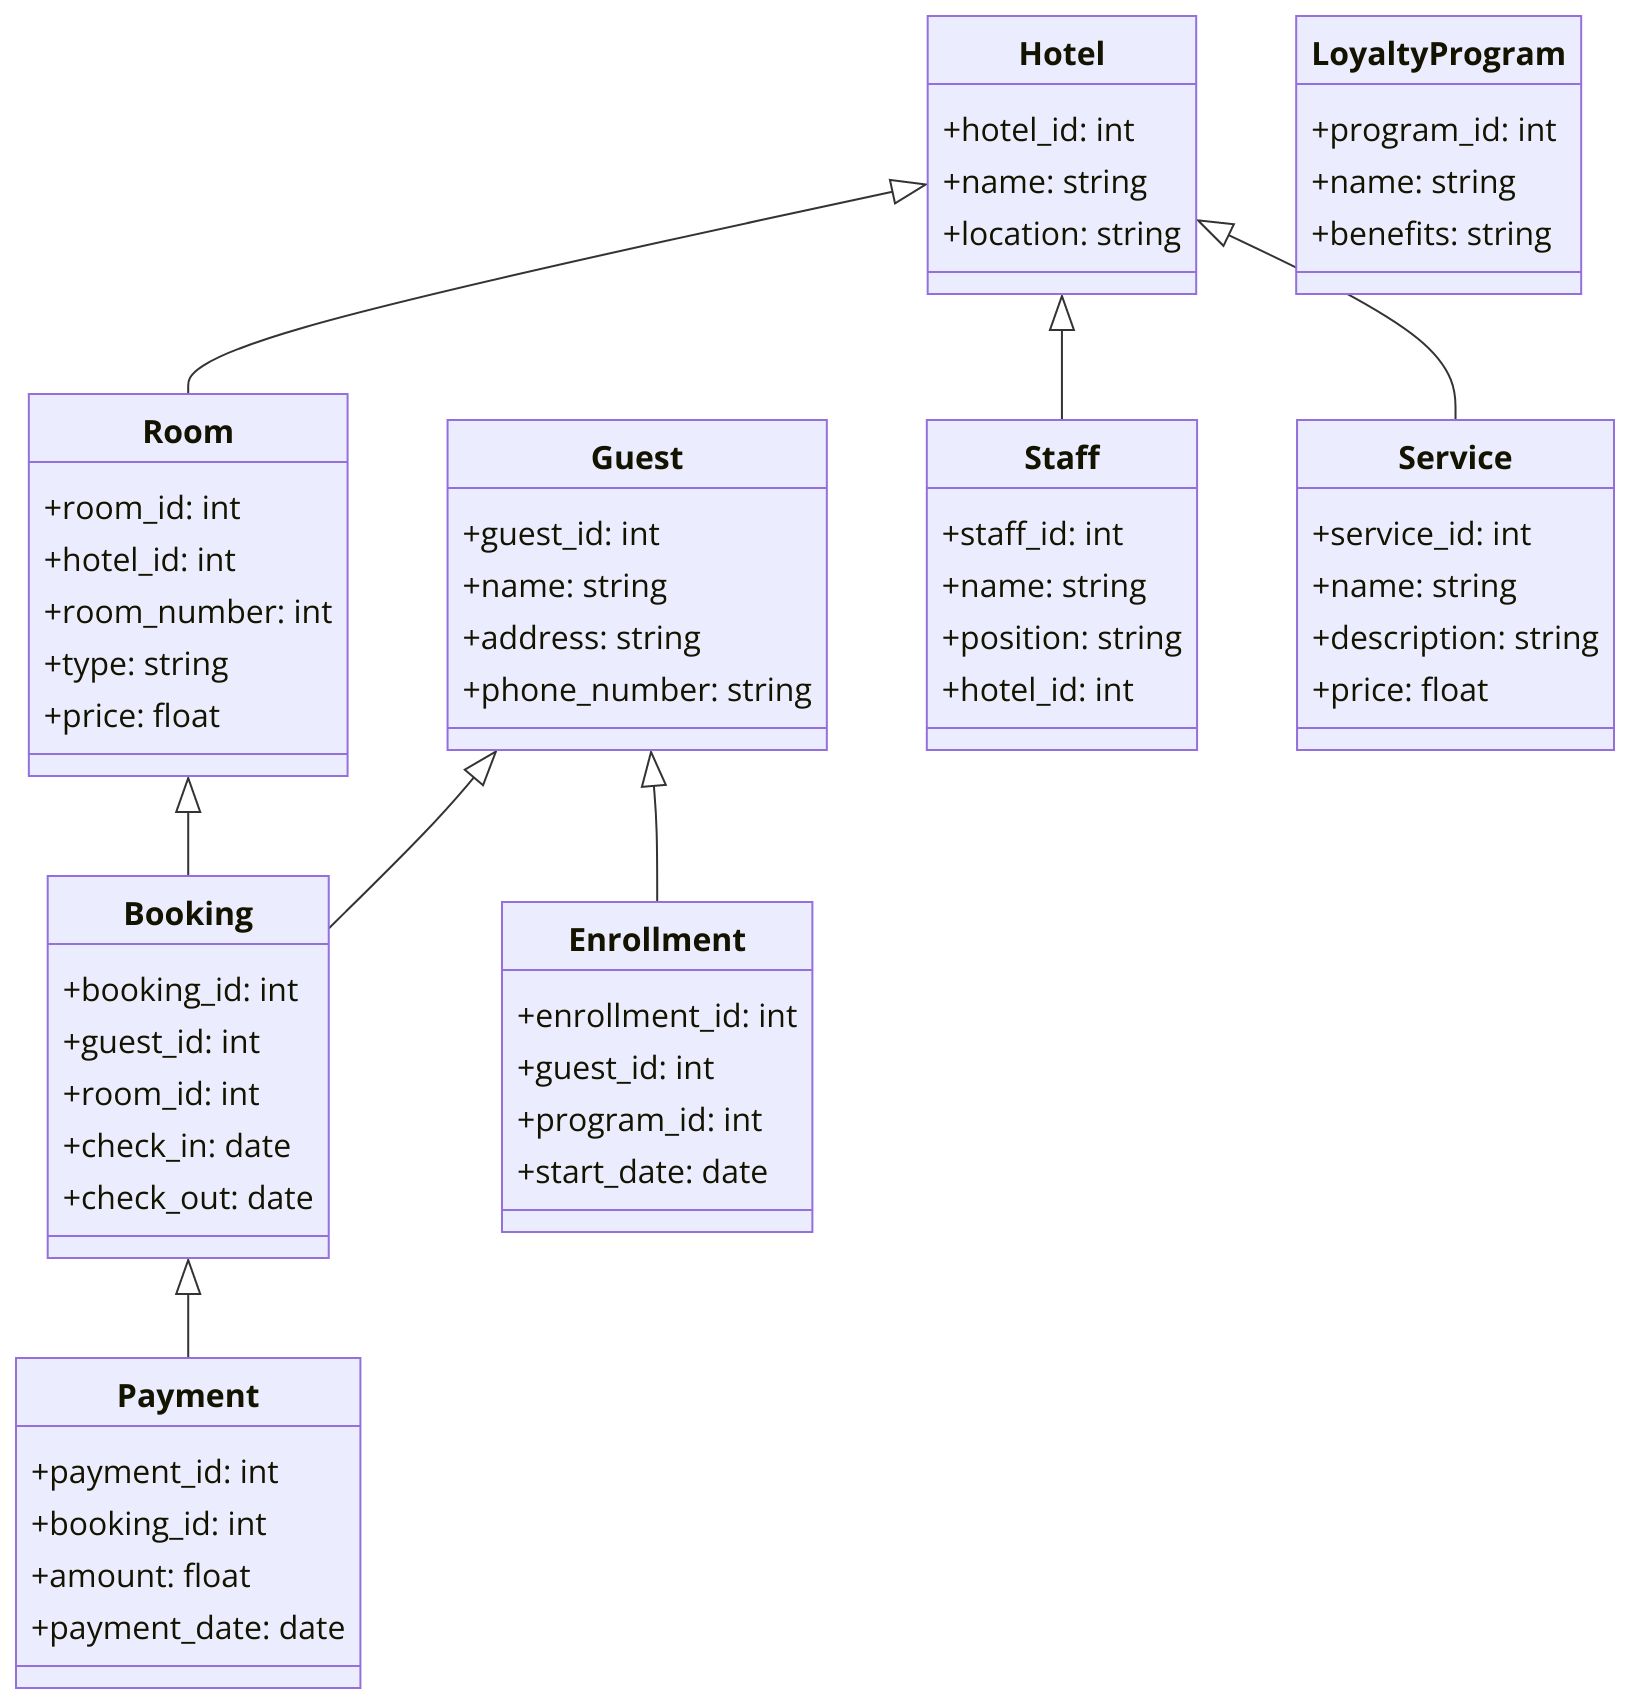 Hotel
+hotel_id: int
+name: string
+location: string
LoyaltyProgram
+program_id: int
+name: string
+benefits: string
Room
+room_id: int
+hotel_id: int
+room_number: int
+type: string
+price: float
Guest
+guest_id: int
+name: string
+address: string
+phone_number: string
Staff
+staff_id: int
+name: string
+position: string
+hotel_id: int
Service
+service_id: int
+name: string
+description: string
+price: float
Booking
+booking_id: int
+guest_id: int
+room_id: int
+check_in: date
+check_out: date
Enrollment
+enrollment_id: int
+guest_id: int
+program_id: int
+start_date: date
Payment
+payment_id: int
+booking_id: int
+amount: float
+payment_date: date